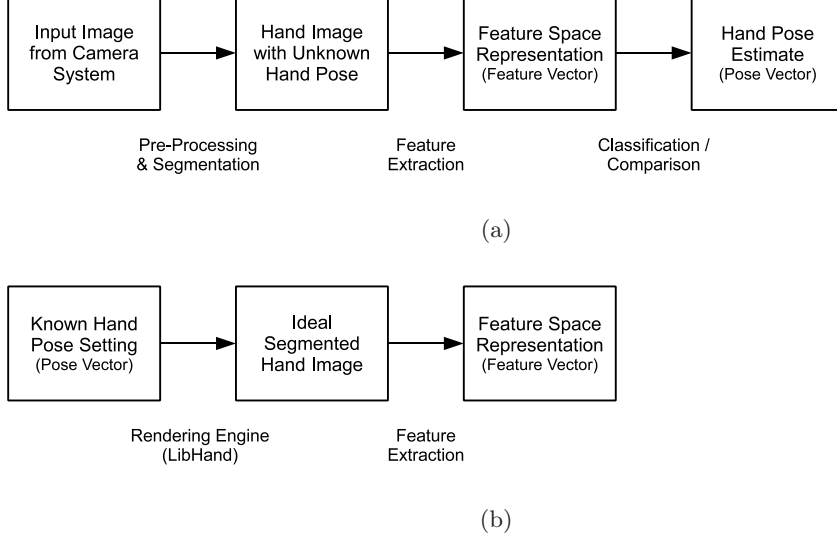 Input Image
from Camera
System
Hand Image
with Unknown
Hand Pose
Feature Space
Representation
(Feature Vector)
Hand Pose
Estimate
(Pose Vector)
Pre-Processing
& Segmentation
Feature
Extraction
Classification /
Comparison
(a)
Known Hand
Pose Setting
(Pose Vector)
Ideal
Segmented
Hand Image
Feature Space
Representation
(Feature Vector)
Rendering Engine
(LibHand)
Feature
Extraction
(b)